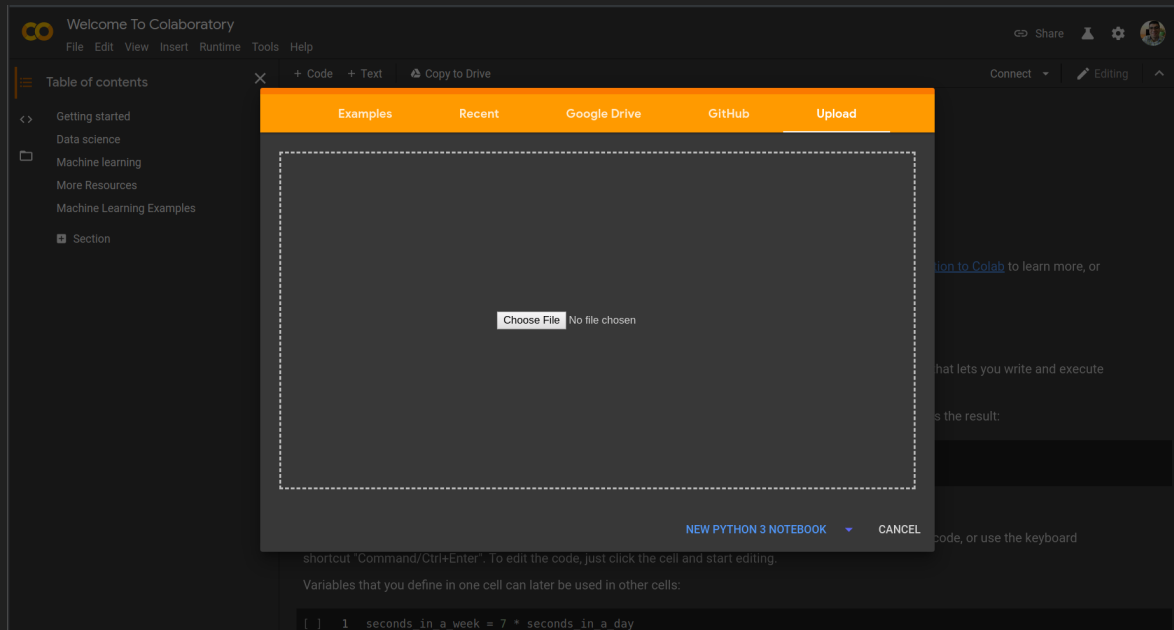 Welcome To Colaboratory
File Edit View Insert Runtime Tools Help
Share
Table of contents
+ Code + Text Copy to Drive
Connect Editing
Getting started
Data science
Machine learning
More Resources
Machine Learning Examples
Section
Examples Recent Google Drive GitHub Upload
Choose File No file chosen
NEW PYTHON 3 NOTEBOOK CANCEL
to Colab to learn more, or
lets you write and execute
the result:
code, or use the keyboard
shortcut "Command/Ctrl+Enter". To edit the code, just click the cell and start editing.
Variables that you define in one cell can later be used in other cells:
[ ] 1 seconds_in_a_week = 7 * seconds_in_a_day